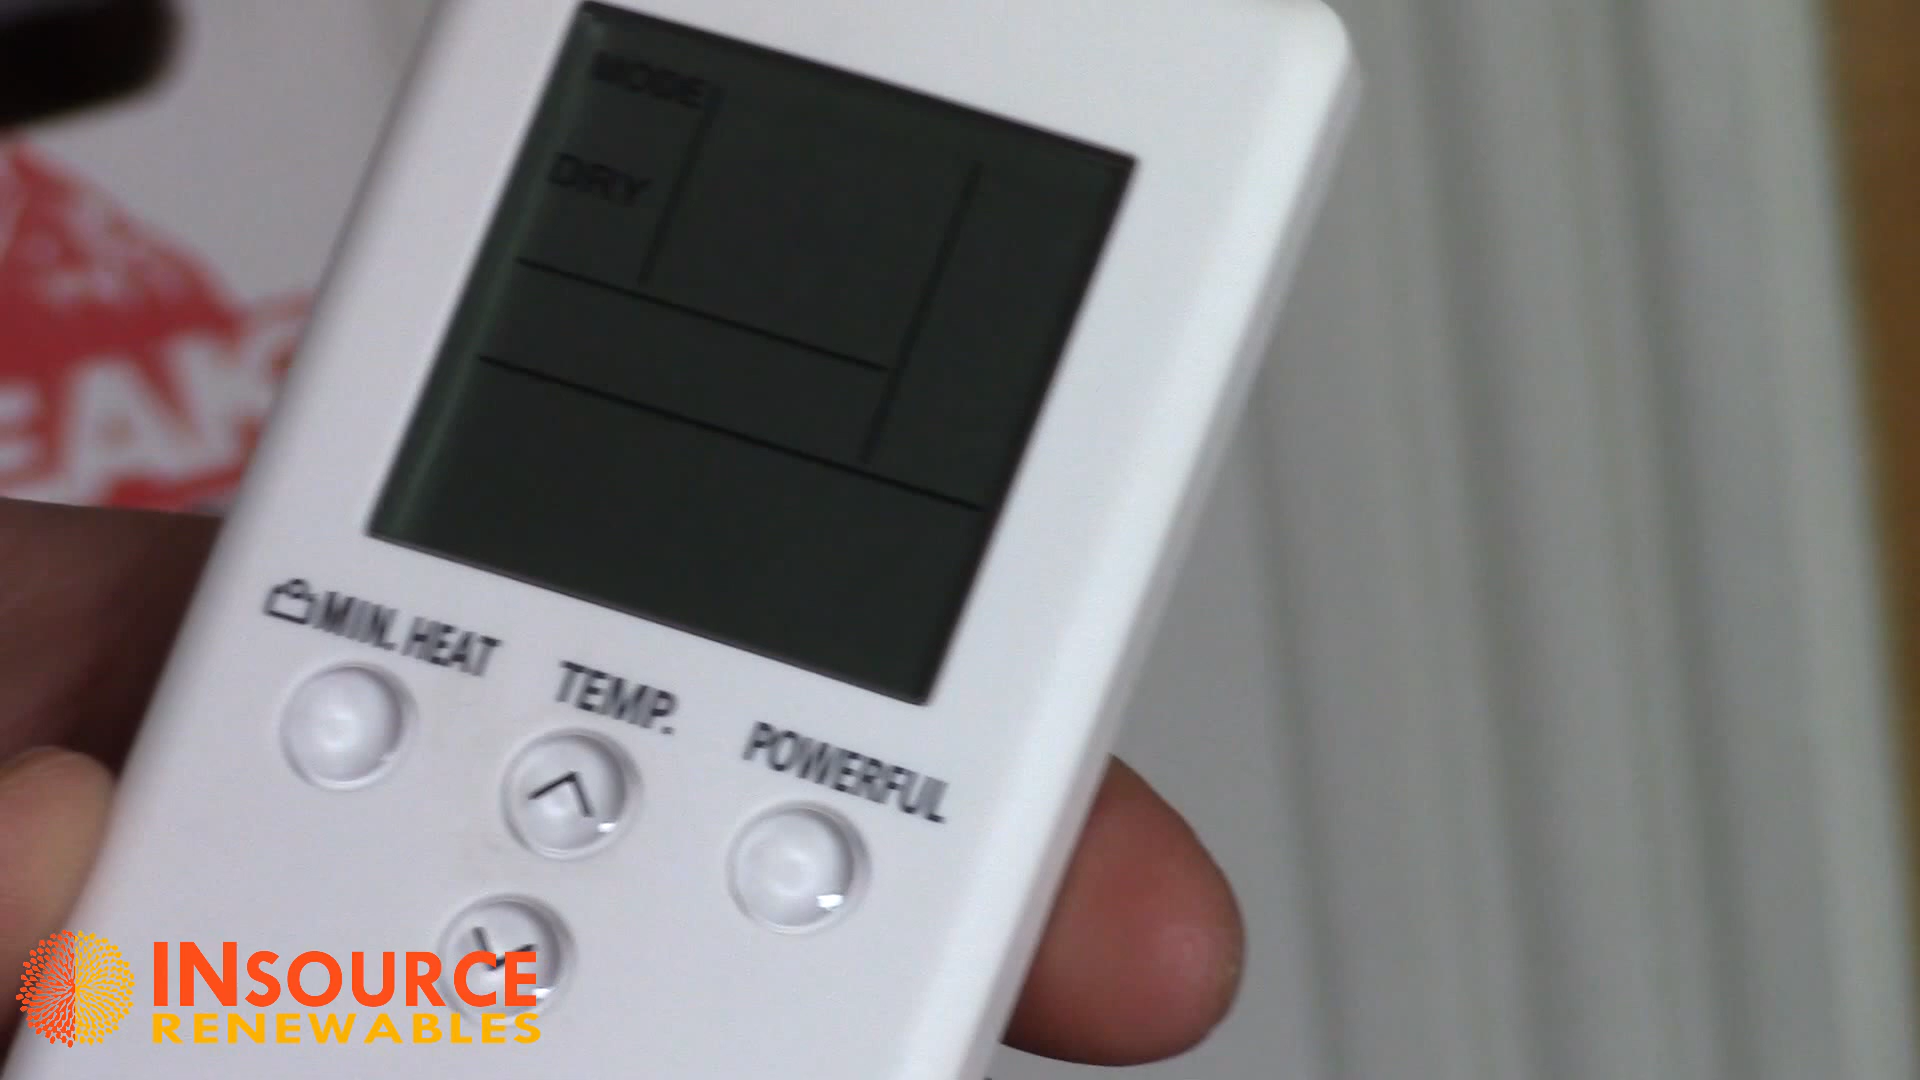 MODE
DRY
MIN. HEAT
TEMP.
POWERFUL
INSOURCE
RENEWABLES